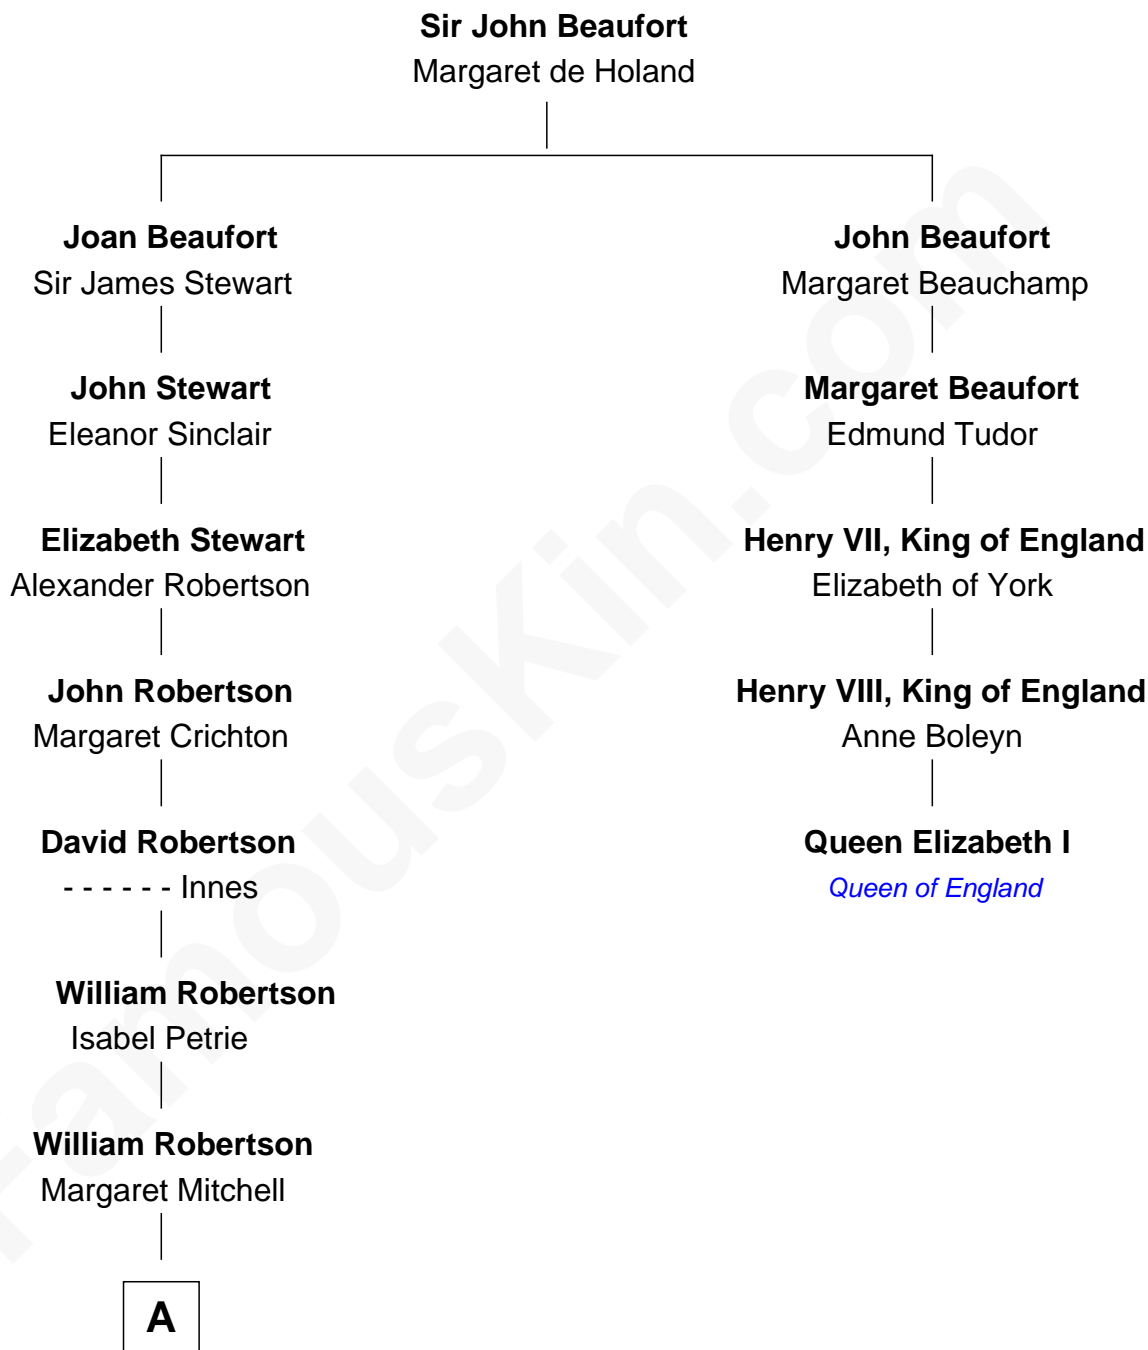 Sir John Beaufort
Margaret de Holand
Joan Beaufort
Sir James Stewart
John Stewart
Eleanor Sinclair
Elizabeth Stewart
Alexander Robertson
John Robertson
Margaret Crichton
David Robertson
- - - - - - Innes
William Robertson
Isabel Petrie
William Robertson
Margaret Mitchell
A
John Beaufort
Margaret Beauchamp
Margaret Beaufort
Edmund Tudor
Henry VII, King of England
Elizabeth of York
Henry VIII, King of England
Anne Boleyn
Queen Elizabeth I
Queen of England
FamousKin.com